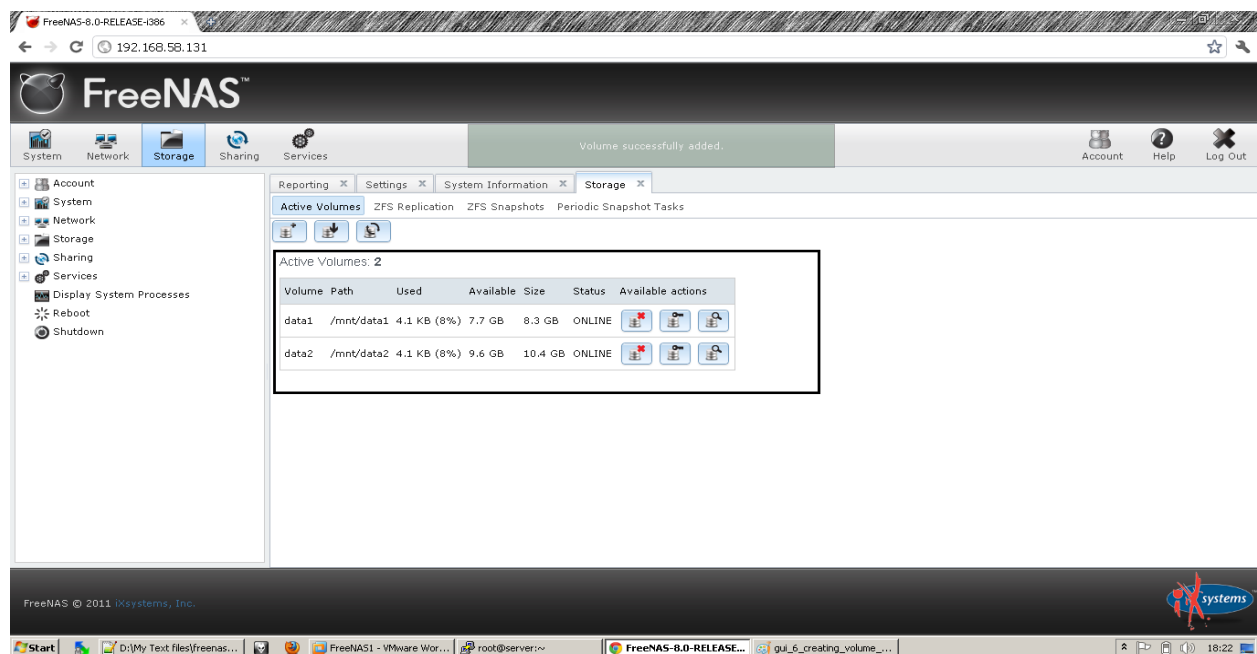 FreeNAS-8.0-RELEASE-i386
192.168.58.131
FreeNAS™
System Network Storage Sharing Services Volume successfully added. Account Help Log Out
Account
System
Network
Storage
Sharing
Services
Display System Processes
Reboot
Shutdown
Reporting Settings System Information Storage
Active Volumes ZFS Replication ZFS Snapshots Periodic Snapshot Tasks
Active Volumes: 2
Volume Path Used Available Size Status Available actions
data1 /mnt/data1 4.1 KB (8%) 7.7 GB 8.3 GB ONLINE
data2 /mnt/data2 4.1 KB (8%) 9.6 GB 10.4 GB ONLINE
FreeNAS © 2011 iXsystems, Inc.
iXsystems
Start D:\My Text files\freenas... FreeNAS1 - VMware Wor... root@server:~ FreeNAS-8.0-RELEASE... gui_6_creating_volume_... 18:22